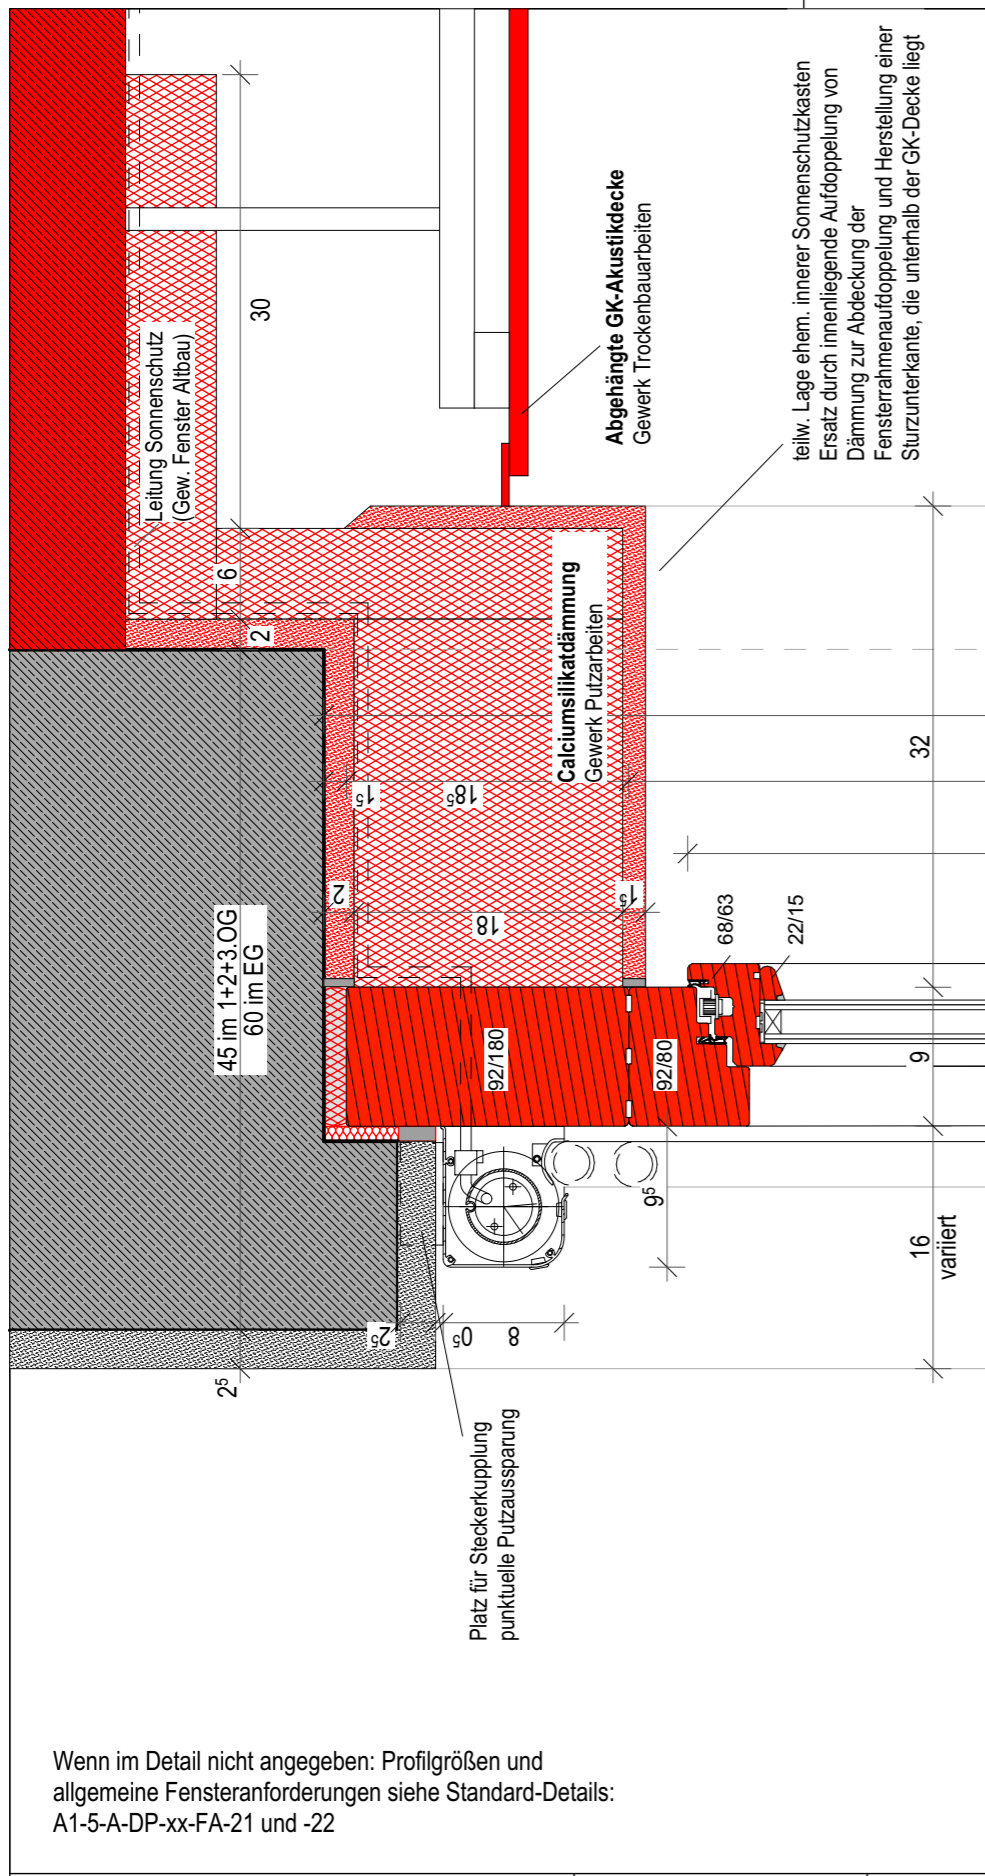 30
Leitung Sonnenschutz
(Gew. Fenster Altbau)
6
2
Abgehängte GK-Akustikdecke
Gewerk Trockenbauarbeiten
teilw. Lage ehem. innerer Sonnenschutzkasten
Ersatz durch innenliegende Aufdoppelung von
Dämmung zur Abdeckung der
Fensterrahmenaufdoppelung und Herstellung einer
Sturzunterkante, die unterhalb der GK-Decke liegt
Calciumsilikatdämmung
Gewerk Putzarbeiten
1⁵
18⁵
2
18
1⁵
32
45 im 1+2+3.OG
60 im EG
92/180
92/80
68/63
22/15
9
9⁵
16
variiert
2⁵
0⁵
8
2⁵
Platz für Steckerkupplung
punktuelle Putzaussparung
Wenn im Detail nicht angegeben: Profilgrößen und
allgemeine Fensteranforderungen siehe Standard-Details:
A1-5-A-DP-xx-FA-21 und -22